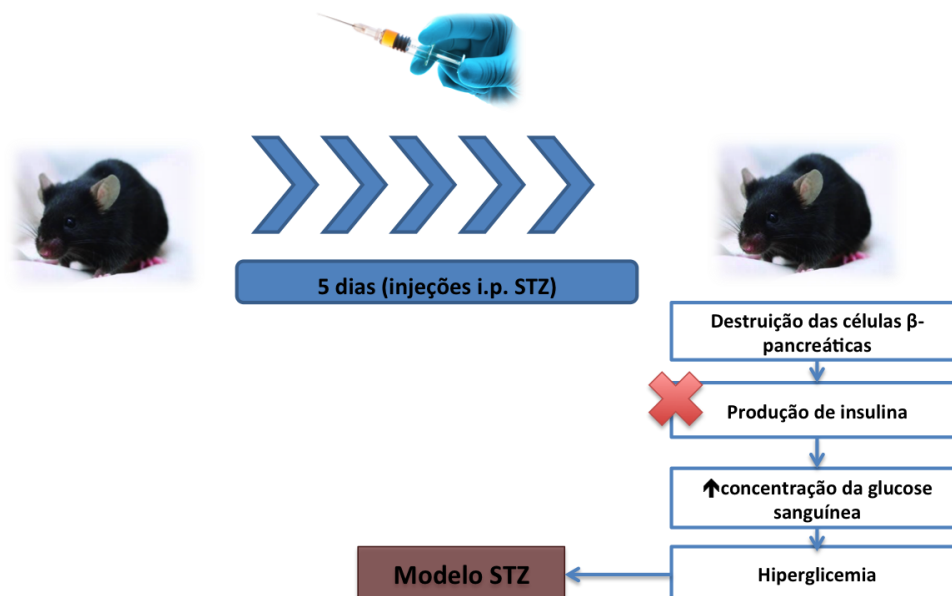 5 dias (injeções i.p. STZ)
Destruição das células β-
pancreáticas
Produção de insulina
↑concentração da glucose
sanguínea
Hiperglicemia
Modelo STZ